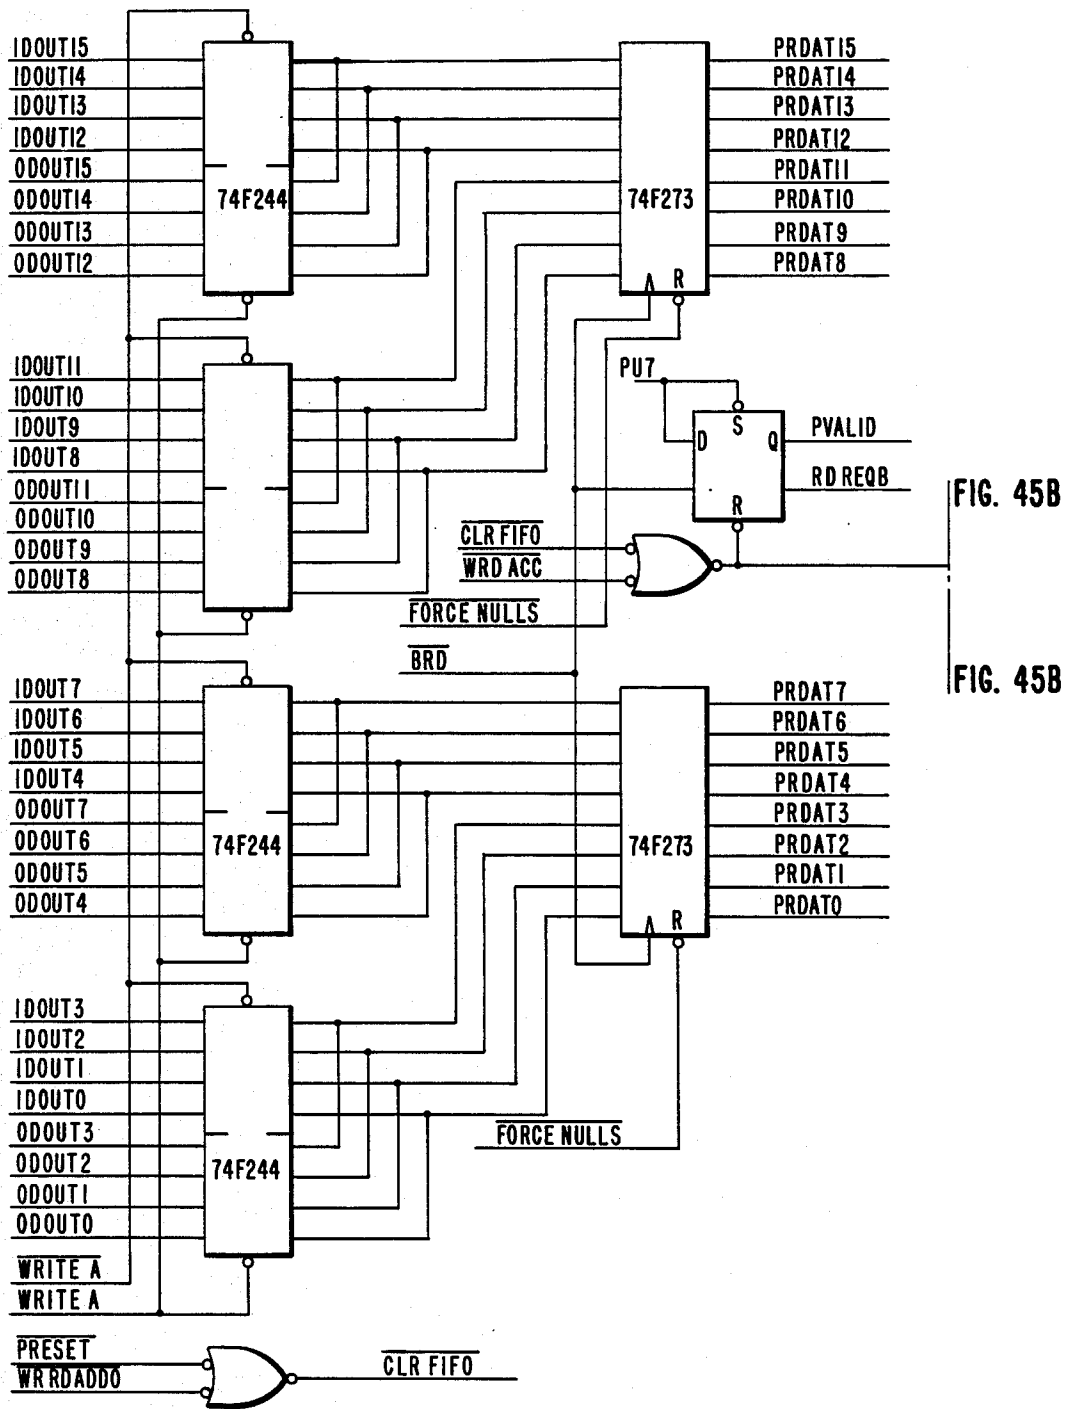 IDOUT15
IDOUT14
IDOUT13
IDOUT12
ODOUT15
ODOUT14
ODOUT13
ODOUT12
74F244
74F273
R
PRDAT15
PRDAT14
PRDAT13
PRDAT12
PRDAT11
PRDAT10
PRDAT9
PRDAT8
IDOUT11
IDOUT10
IDOUT9
IDOUT8
ODOUT11
ODOUT10
ODOUT9
ODOUT8
PU7
S
D
Q
R
PVALID
RD REQB
CLR FIFO
WRD ACC
FORCE NULLS
BRD
FIG. 45B
FIG. 45B
IDOUT7
IDOUT6
IDOUT5
IDOUT4
ODOUT7
ODOUT6
ODOUT5
ODOUT4
74F244
74F273
R
PRDAT7
PRDAT6
PRDAT5
PRDAT4
PRDAT3
PRDAT2
PRDAT1
PRDAT0
IDOUT3
IDOUT2
IDOUT1
IDOUT0
ODOUT3
ODOUT2
ODOUT1
ODOUT0
74F244
FORCE NULLS
WRITE A
WRITE A
PRESET
WR RDADD0
CLR FIFO